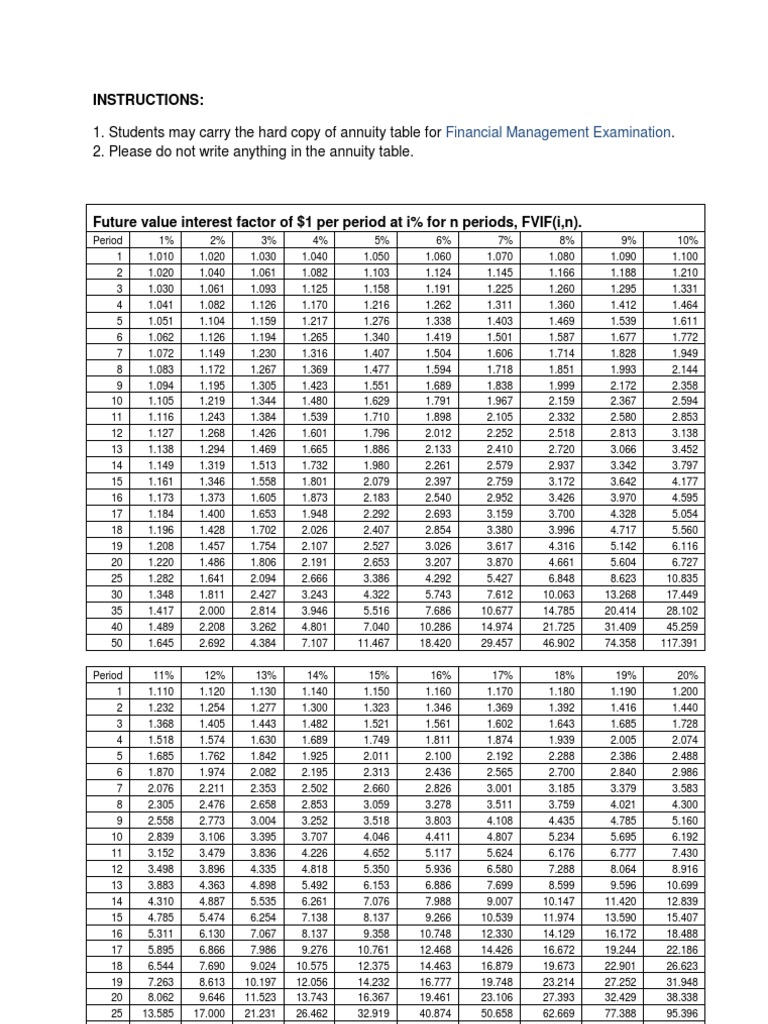 INSTRUCTIONS:
1. Students may carry the hard copy of annuity table for Financial Management Examination.
2. Please do not write anything in the annuity table.
Future value interest factor of $1 per period at i% for n periods, FVIF(i,n).
Period 1% 2% 3% 4% 5% 6% 7% 8% 9% 10%
1 1.010 1.020 1.030 1.040 1.050 1.060 1.070 1.080 1.090 1.100
2 1.020 1.040 1.061 1.082 1.103 1.124 1.145 1.166 1.188 1.210
3 1.030 1.061 1.093 1.125 1.158 1.191 1.225 1.260 1.295 1.331
4 1.041 1.082 1.126 1.170 1.216 1.262 1.311 1.360 1.412 1.464
5 1.051 1.104 1.159 1.217 1.276 1.338 1.403 1.469 1.539 1.611
6 1.062 1.126 1.194 1.265 1.340 1.419 1.501 1.587 1.677 1.772
7 1.072 1.149 1.230 1.316 1.407 1.504 1.606 1.714 1.828 1.949
8 1.083 1.172 1.267 1.369 1.477 1.594 1.718 1.851 1.993 2.144
9 1.094 1.195 1.305 1.423 1.551 1.689 1.838 1.999 2.172 2.358
10 1.105 1.219 1.344 1.480 1.629 1.791 1.967 2.159 2.367 2.594
11 1.116 1.243 1.384 1.539 1.710 1.898 2.105 2.332 2.580 2.853
12 1.127 1.268 1.426 1.601 1.796 2.012 2.252 2.518 2.813 3.138
13 1.138 1.294 1.469 1.665 1.886 2.133 2.410 2.720 3.066 3.452
14 1.149 1.319 1.513 1.732 1.980 2.261 2.579 2.937 3.342 3.797
15 1.161 1.346 1.558 1.801 2.079 2.397 2.759 3.172 3.642 4.177
16 1.173 1.373 1.605 1.873 2.183 2.540 2.952 3.426 3.970 4.595
17 1.184 1.400 1.653 1.948 2.292 2.693 3.159 3.700 4.328 5.054
18 1.196 1.428 1.702 2.026 2.407 2.854 3.380 3.996 4.717 5.560
19 1.208 1.457 1.754 2.107 2.527 3.026 3.617 4.316 5.142 6.116
20 1.220 1.486 1.806 2.191 2.653 3.207 3.870 4.661 5.604 6.727
25 1.282 1.641 2.094 2.666 3.386 4.292 5.427 6.848 8.623 10.835
30 1.348 1.811 2.427 3.243 4.322 5.743 7.612 10.063 13.268 17.449
35 1.417 2.000 2.814 3.946 5.516 7.686 10.677 14.785 20.414 28.102
40 1.489 2.208 3.262 4.801 7.040 10.286 14.974 21.725 31.409 45.259
50 1.645 2.692 4.384 7.107 11.467 18.420 29.457 46.902 74.358 117.391
Period 11% 12% 13% 14% 15% 16% 17% 18% 19% 20%
1 1.110 1.120 1.130 1.140 1.150 1.160 1.170 1.180 1.190 1.200
2 1.232 1.254 1.277 1.300 1.323 1.346 1.369 1.392 1.416 1.440
3 1.368 1.405 1.443 1.482 1.521 1.561 1.602 1.643 1.685 1.728
4 1.518 1.574 1.630 1.689 1.749 1.811 1.874 1.939 2.005 2.074
5 1.685 1.762 1.842 1.925 2.011 2.100 2.192 2.288 2.386 2.488
6 1.870 1.974 2.082 2.195 2.313 2.436 2.565 2.700 2.840 2.986
7 2.076 2.211 2.353 2.502 2.660 2.826 3.001 3.185 3.379 3.583
8 2.305 2.476 2.658 2.853 3.059 3.278 3.511 3.759 4.021 4.300
9 2.558 2.773 3.004 3.252 3.518 3.803 4.108 4.435 4.785 5.160
10 2.839 3.106 3.395 3.707 4.046 4.411 4.807 5.234 5.695 6.192
11 3.152 3.479 3.836 4.226 4.652 5.117 5.624 6.176 6.777 7.430
12 3.498 3.896 4.335 4.818 5.350 5.936 6.580 7.288 8.064 8.916
13 3.883 4.363 4.898 5.492 6.153 6.886 7.699 8.599 9.596 10.699
14 4.310 4.887 5.535 6.261 7.076 7.988 9.007 10.147 11.420 12.839
15 4.785 5.474 6.254 7.138 8.137 9.266 10.539 11.974 13.590 15.407
16 5.311 6.130 7.067 8.137 9.358 10.748 12.330 14.129 16.172 18.488
17 5.895 6.866 7.986 9.276 10.761 12.468 14.426 16.672 19.244 22.186
18 6.544 7.690 9.024 10.575 12.375 14.463 16.879 19.673 22.901 26.623
19 7.263 8.613 10.197 12.056 14.232 16.777 19.748 23.214 27.252 31.948
20 8.062 9.646 11.523 13.743 16.367 19.461 23.106 27.393 32.429 38.338
25 13.585 17.000 21.231 26.462 32.919 40.874 50.658 62.669 77.388 95.396